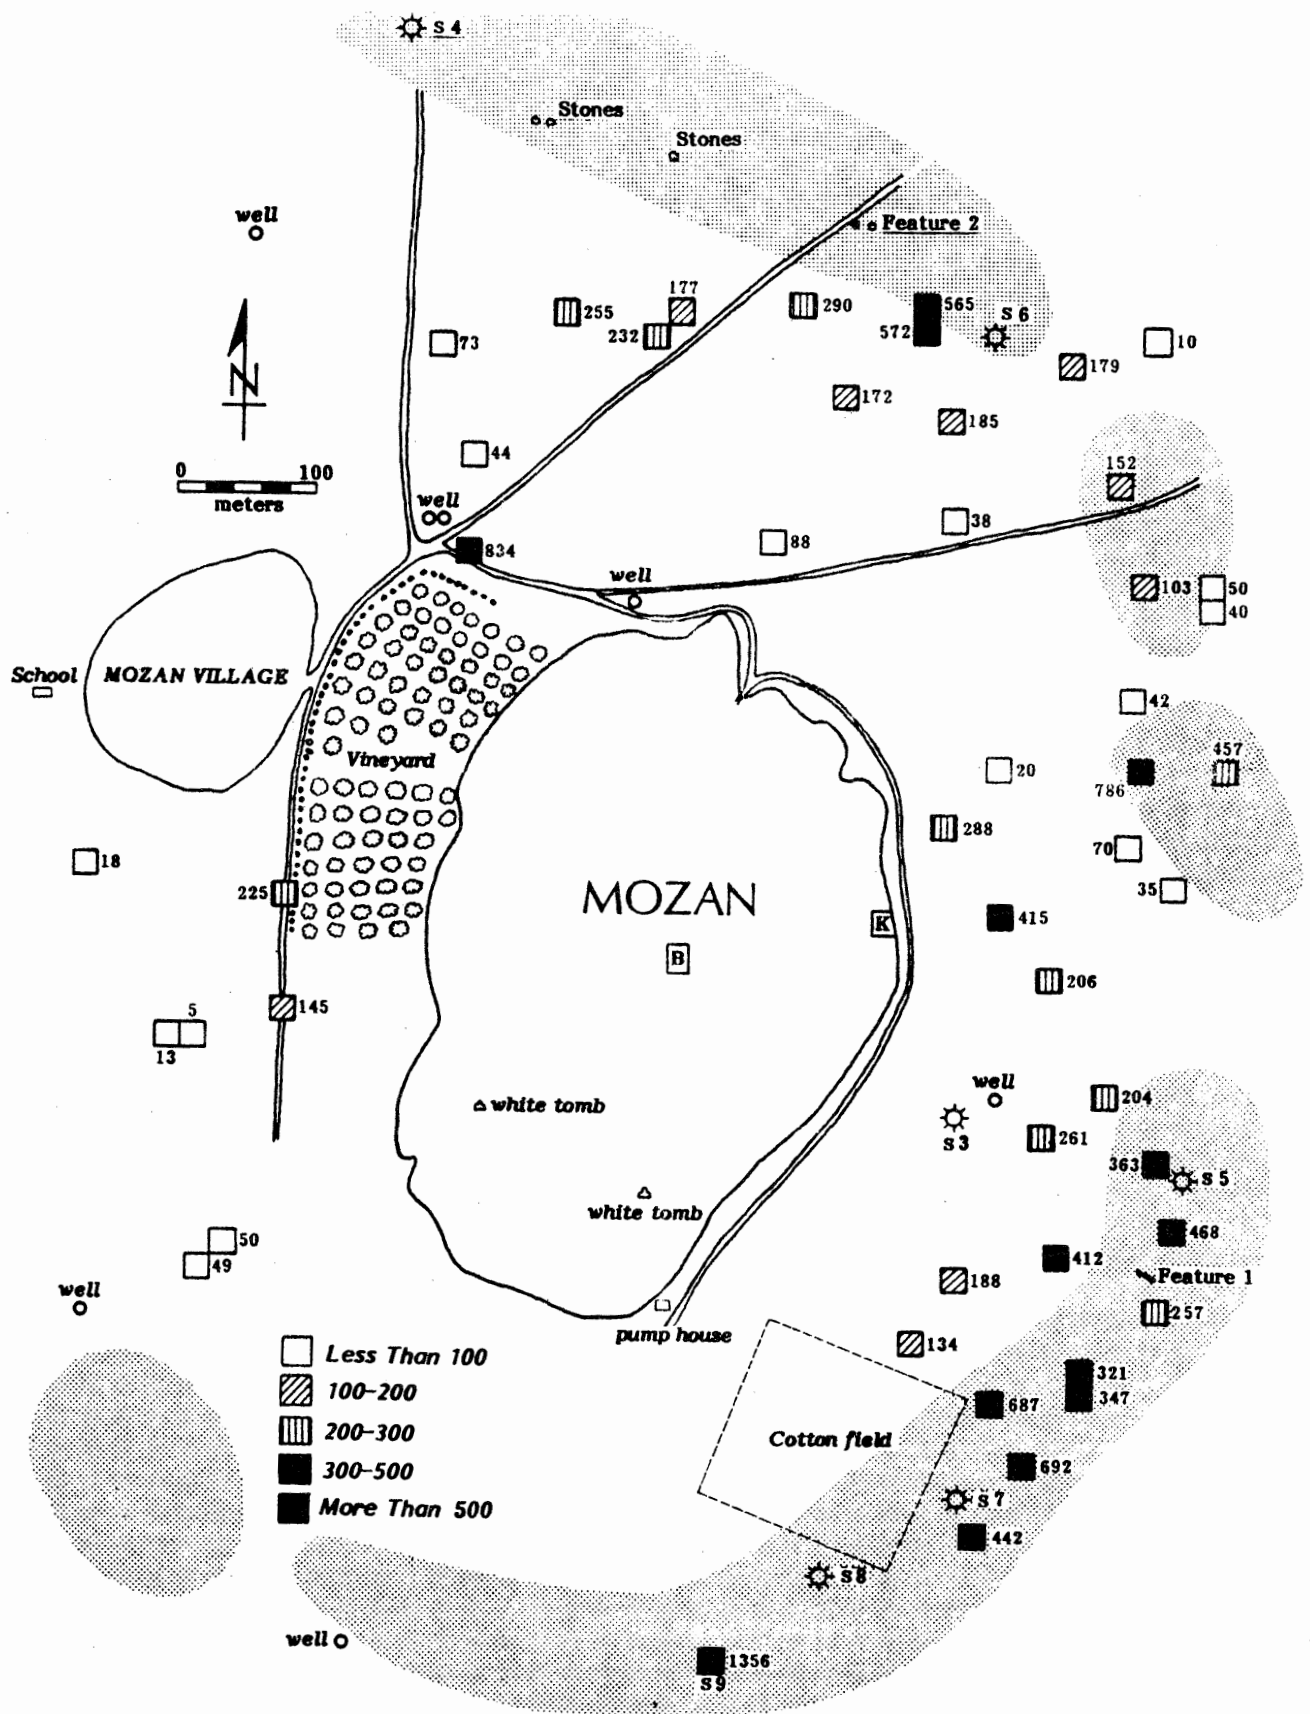 S 4
Stones
Stones
well
Feature 2
177
255
290
565
232
572
S 6
73
10
179
172
185
N
44
0 100
meters
152
well
38
88
834
well
103
50
40
School
MOZAN VILLAGE
42
457
Vineyard
20
786
288
70
18
35
225
MOZAN
415
K
B
206
5
145
13
well
204
white tomb
S 3
261
363
S 5
white tomb
468
50
412
49
188
Feature 1
well
257
pump house
134
Less Than 100
321
100-200
347
687
200-300
Cotton field
300-500
692
More Than 500
S 7
442
S 8
well
1356
S 9